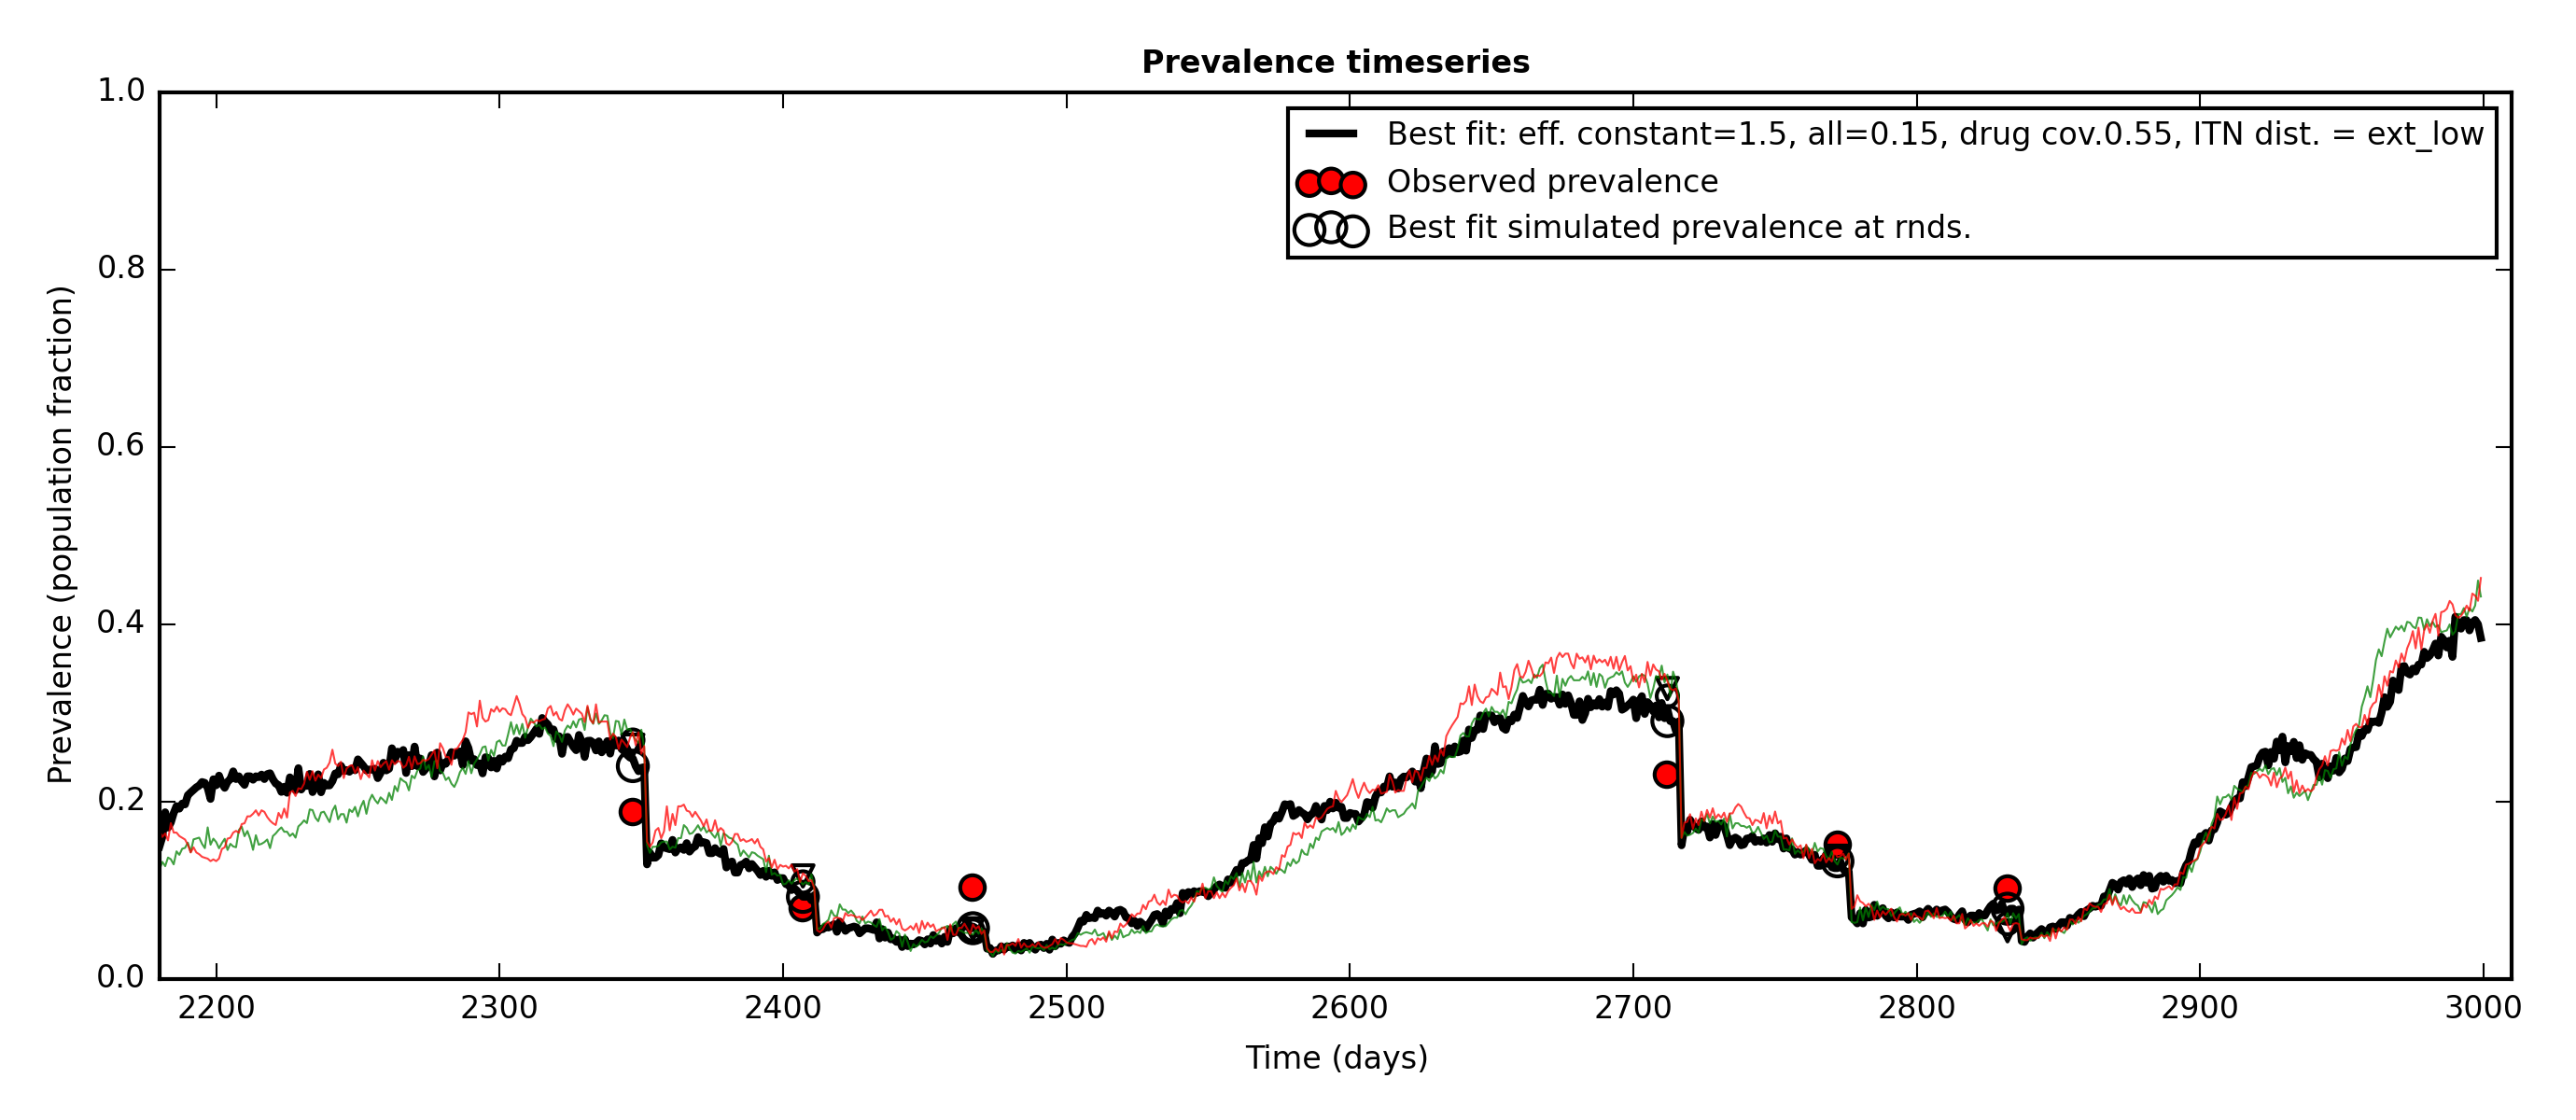 Prevalence timeseries
Best fit: eff. constant=1.5, all=0.15, drug cov.0.55, ITN dist. = ext_low
Observed prevalence
Best fit simulated prevalence at rnds.
Prevalence (population fraction)
1.0
0.8
0.6
0.4
0.2
0.0
2200 2300 2400 2500 2600 2700 2800 2900 3000
Time (days)